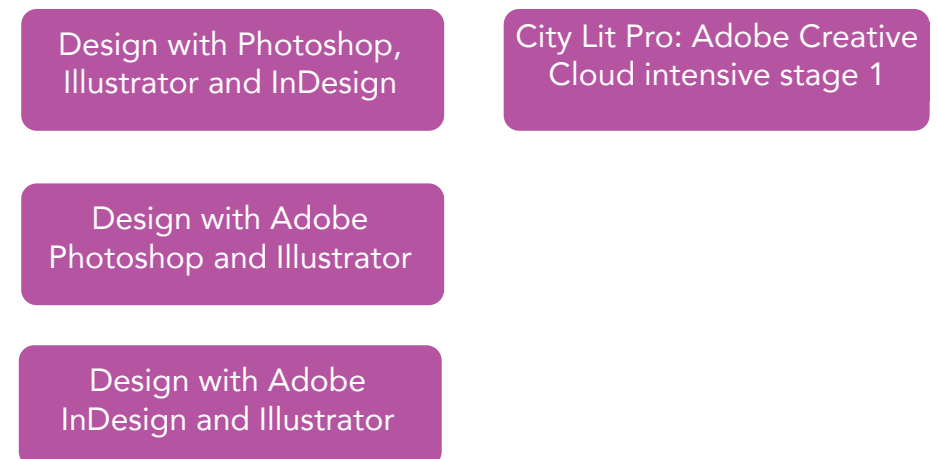 Design with Photoshop,
Illustrator and InDesign
City Lit Pro: Adobe Creative
Cloud intensive stage 1
Design with Adobe
Photoshop and Illustrator
Design with Adobe
InDesign and Illustrator